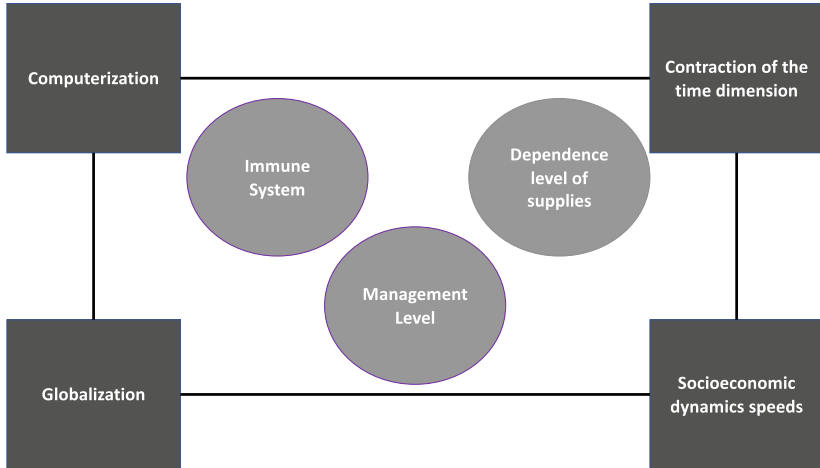 Computerization
Contraction of the
time dimension
Immune
System
Dependence
level of
supplies
Management
Level
Globalization
Socioeconomic
dynamics speeds